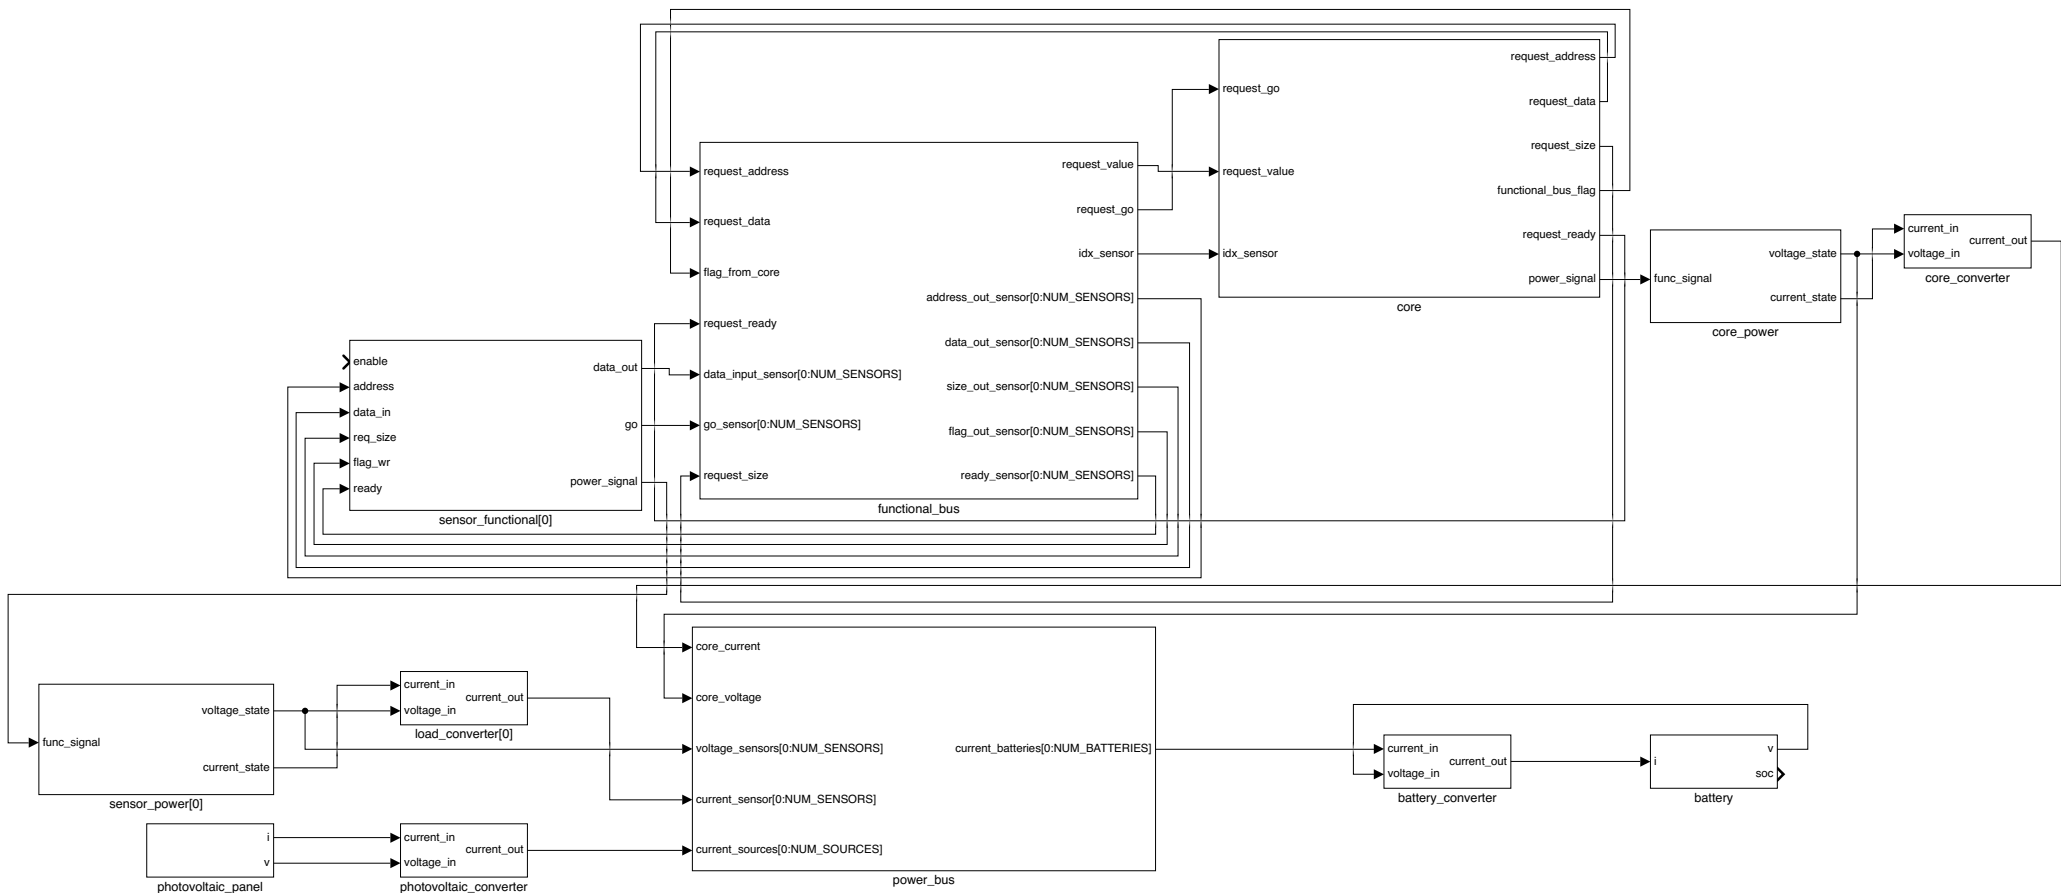 request_address
request_data
request_size
functional_bus_flag
request_ready
power_signal
request_go
request_value
idx_sensor
core
request_address
request_data
flag_from_core
request_ready
data_input_sensor[0:NUM_SENSORS]
go_sensor[0:NUM_SENSORS]
request_size
request_value
request_go
idx_sensor
address_out_sensor[0:NUM_SENSORS]
data_out_sensor[0:NUM_SENSORS]
size_out_sensor[0:NUM_SENSORS]
flag_out_sensor[0:NUM_SENSORS]
ready_sensor[0:NUM_SENSORS]
functional_bus
func_signal
voltage_state
current_state
core_power
current_in
voltage_in
current_out
core_converter
enable
address
data_in
req_size
flag_wr
ready
data_out
go
power_signal
sensor_functional[0]
func_signal
voltage_state
current_state
sensor_power[0]
current_in
voltage_in
current_out
load_converter[0]
i
v
photovoltaic_panel
current_in
voltage_in
current_out
photovoltaic_converter
core_current
core_voltage
voltage_sensors[0:NUM_SENSORS]
current_sensor[0:NUM_SENSORS]
current_sources[0:NUM_SOURCES]
current_batteries[0:NUM_BATTERIES]
power_bus
current_in
voltage_in
current_out
battery_converter
i
v
soc
battery